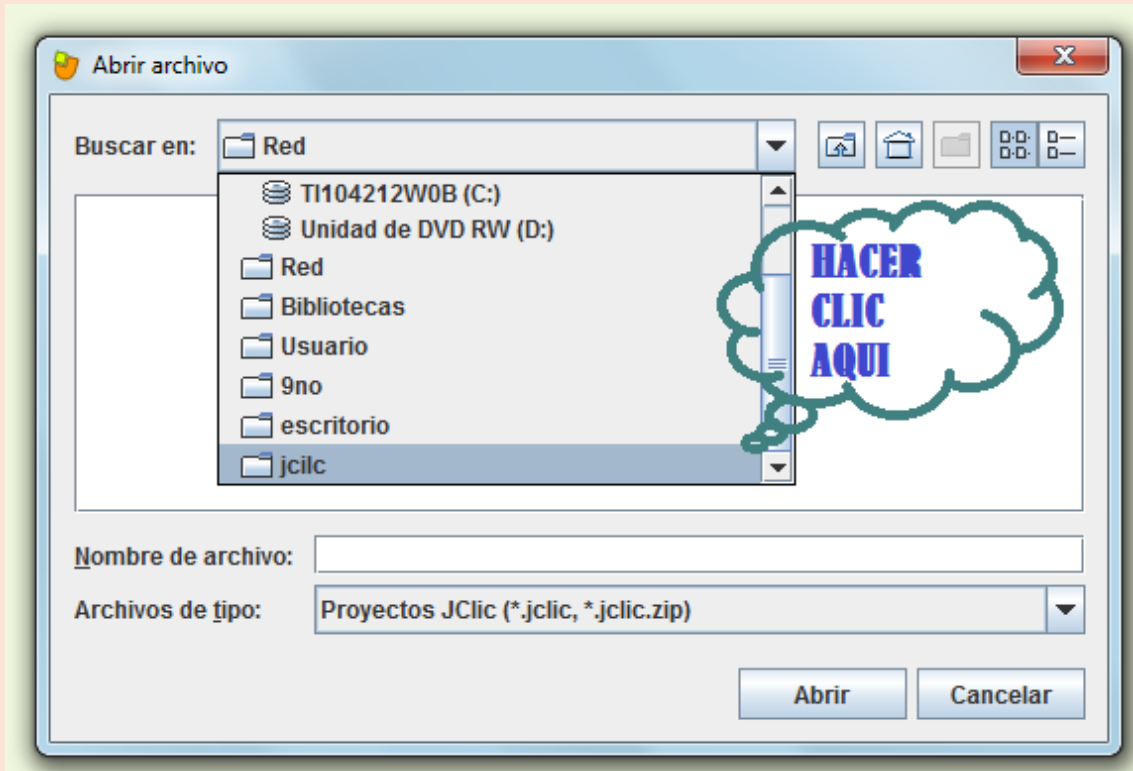 Abrir archivo
Buscar en: Red
TI104212W0B (C:)
Unidad de DVD RW (D:)
Red
Bibliotecas
Usuario
9no
escritorio
jcilc
HACER
CLIC
AQUI
Nombre de archivo:
Archivos de tipo: Proyectos JClic (*.jclic, *.jclic.zip)
Abrir Cancelar